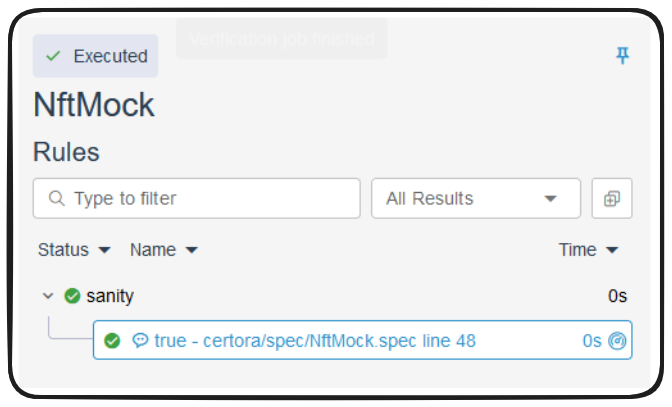 Verification job finished
Executed
NftMock
Rules
Type to filter
All Results
Status Name Time
sanity 0s
true - certora/spec/NftMock.spec line 48 0s